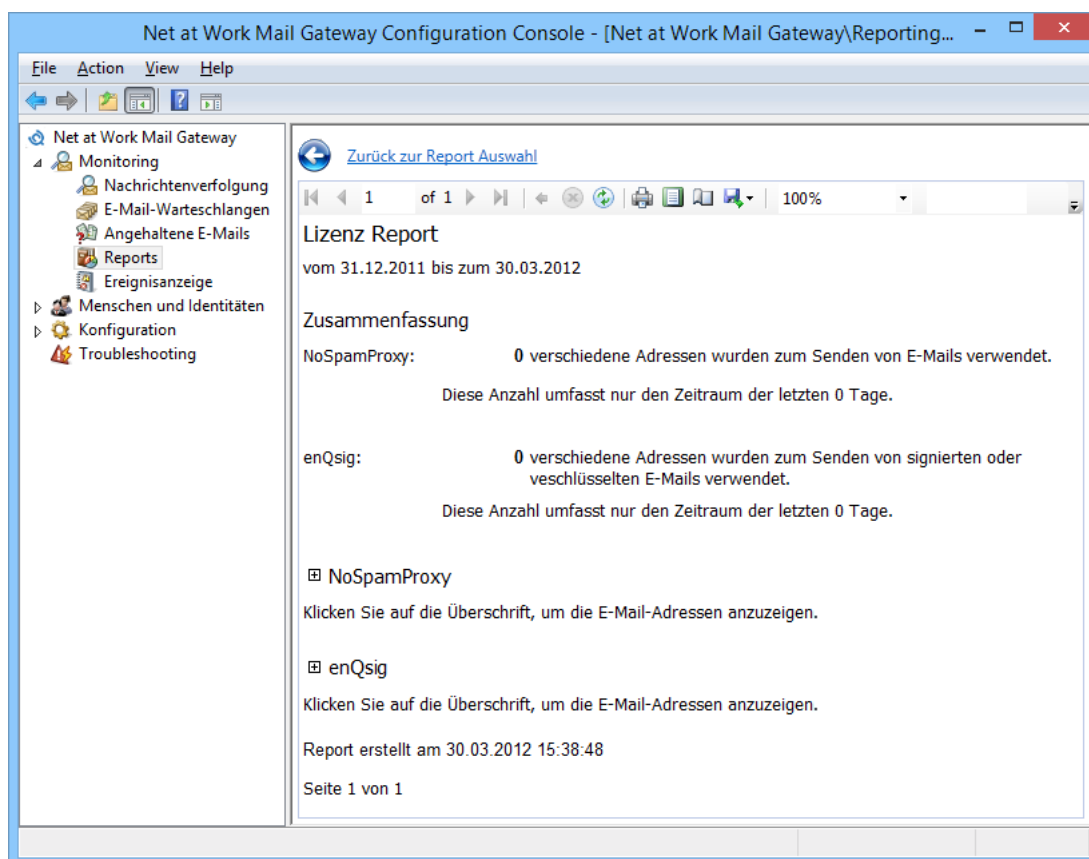 Net at Work Mail Gateway Configuration Console - [Net at Work Mail Gateway\Reporting...
File Action View Help
Net at Work Mail Gateway
Monitoring
Nachrichtenverfolgung
E-Mail-Warteschlangen
Angehaltene E-Mails
Reports
Ereignisanzeige
Menschen und Identitäten
Konfiguration
Troubleshooting
Zurück zur Report Auswahl
1 of 1 100%
Lizenz Report
vom 31.12.2011 bis zum 30.03.2012
Zusammenfassung
NoSpamProxy: 0 verschiedene Adressen wurden zum Senden von E-Mails verwendet.
Diese Anzahl umfasst nur den Zeitraum der letzten 0 Tage.
enQsig: 0 verschiedene Adressen wurden zum Senden von signierten oder
veschlüsselten E-Mails verwendet.
Diese Anzahl umfasst nur den Zeitraum der letzten 0 Tage.
NoSpamProxy
Klicken Sie auf die Überschrift, um die E-Mail-Adressen anzuzeigen.
enQsig
Klicken Sie auf die Überschrift, um die E-Mail-Adressen anzuzeigen.
Report erstellt am 30.03.2012 15:38:48
Seite 1 von 1